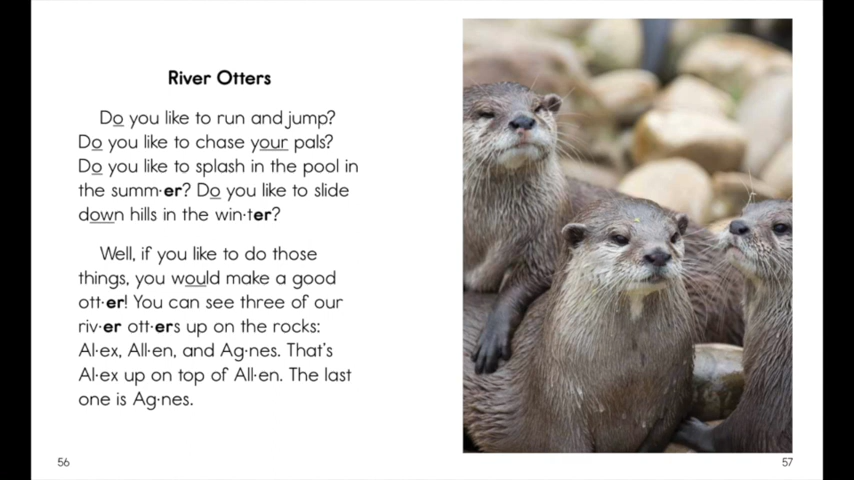 River Otters
Do you like to run and jump?
Do you like to chase your pals?
Do you like to splash in the pool in
the summ·er? Do you like to slide
down hills in the win·ter?
Well, if you like to do those
things, you would make a good
ott·er! You can see three of our
riv·er ott·ers up on the rocks:
Al·ex, All·en, and Ag·nes. That's
Al·ex up on top of All·en. The last
one is Ag·nes.
56
57